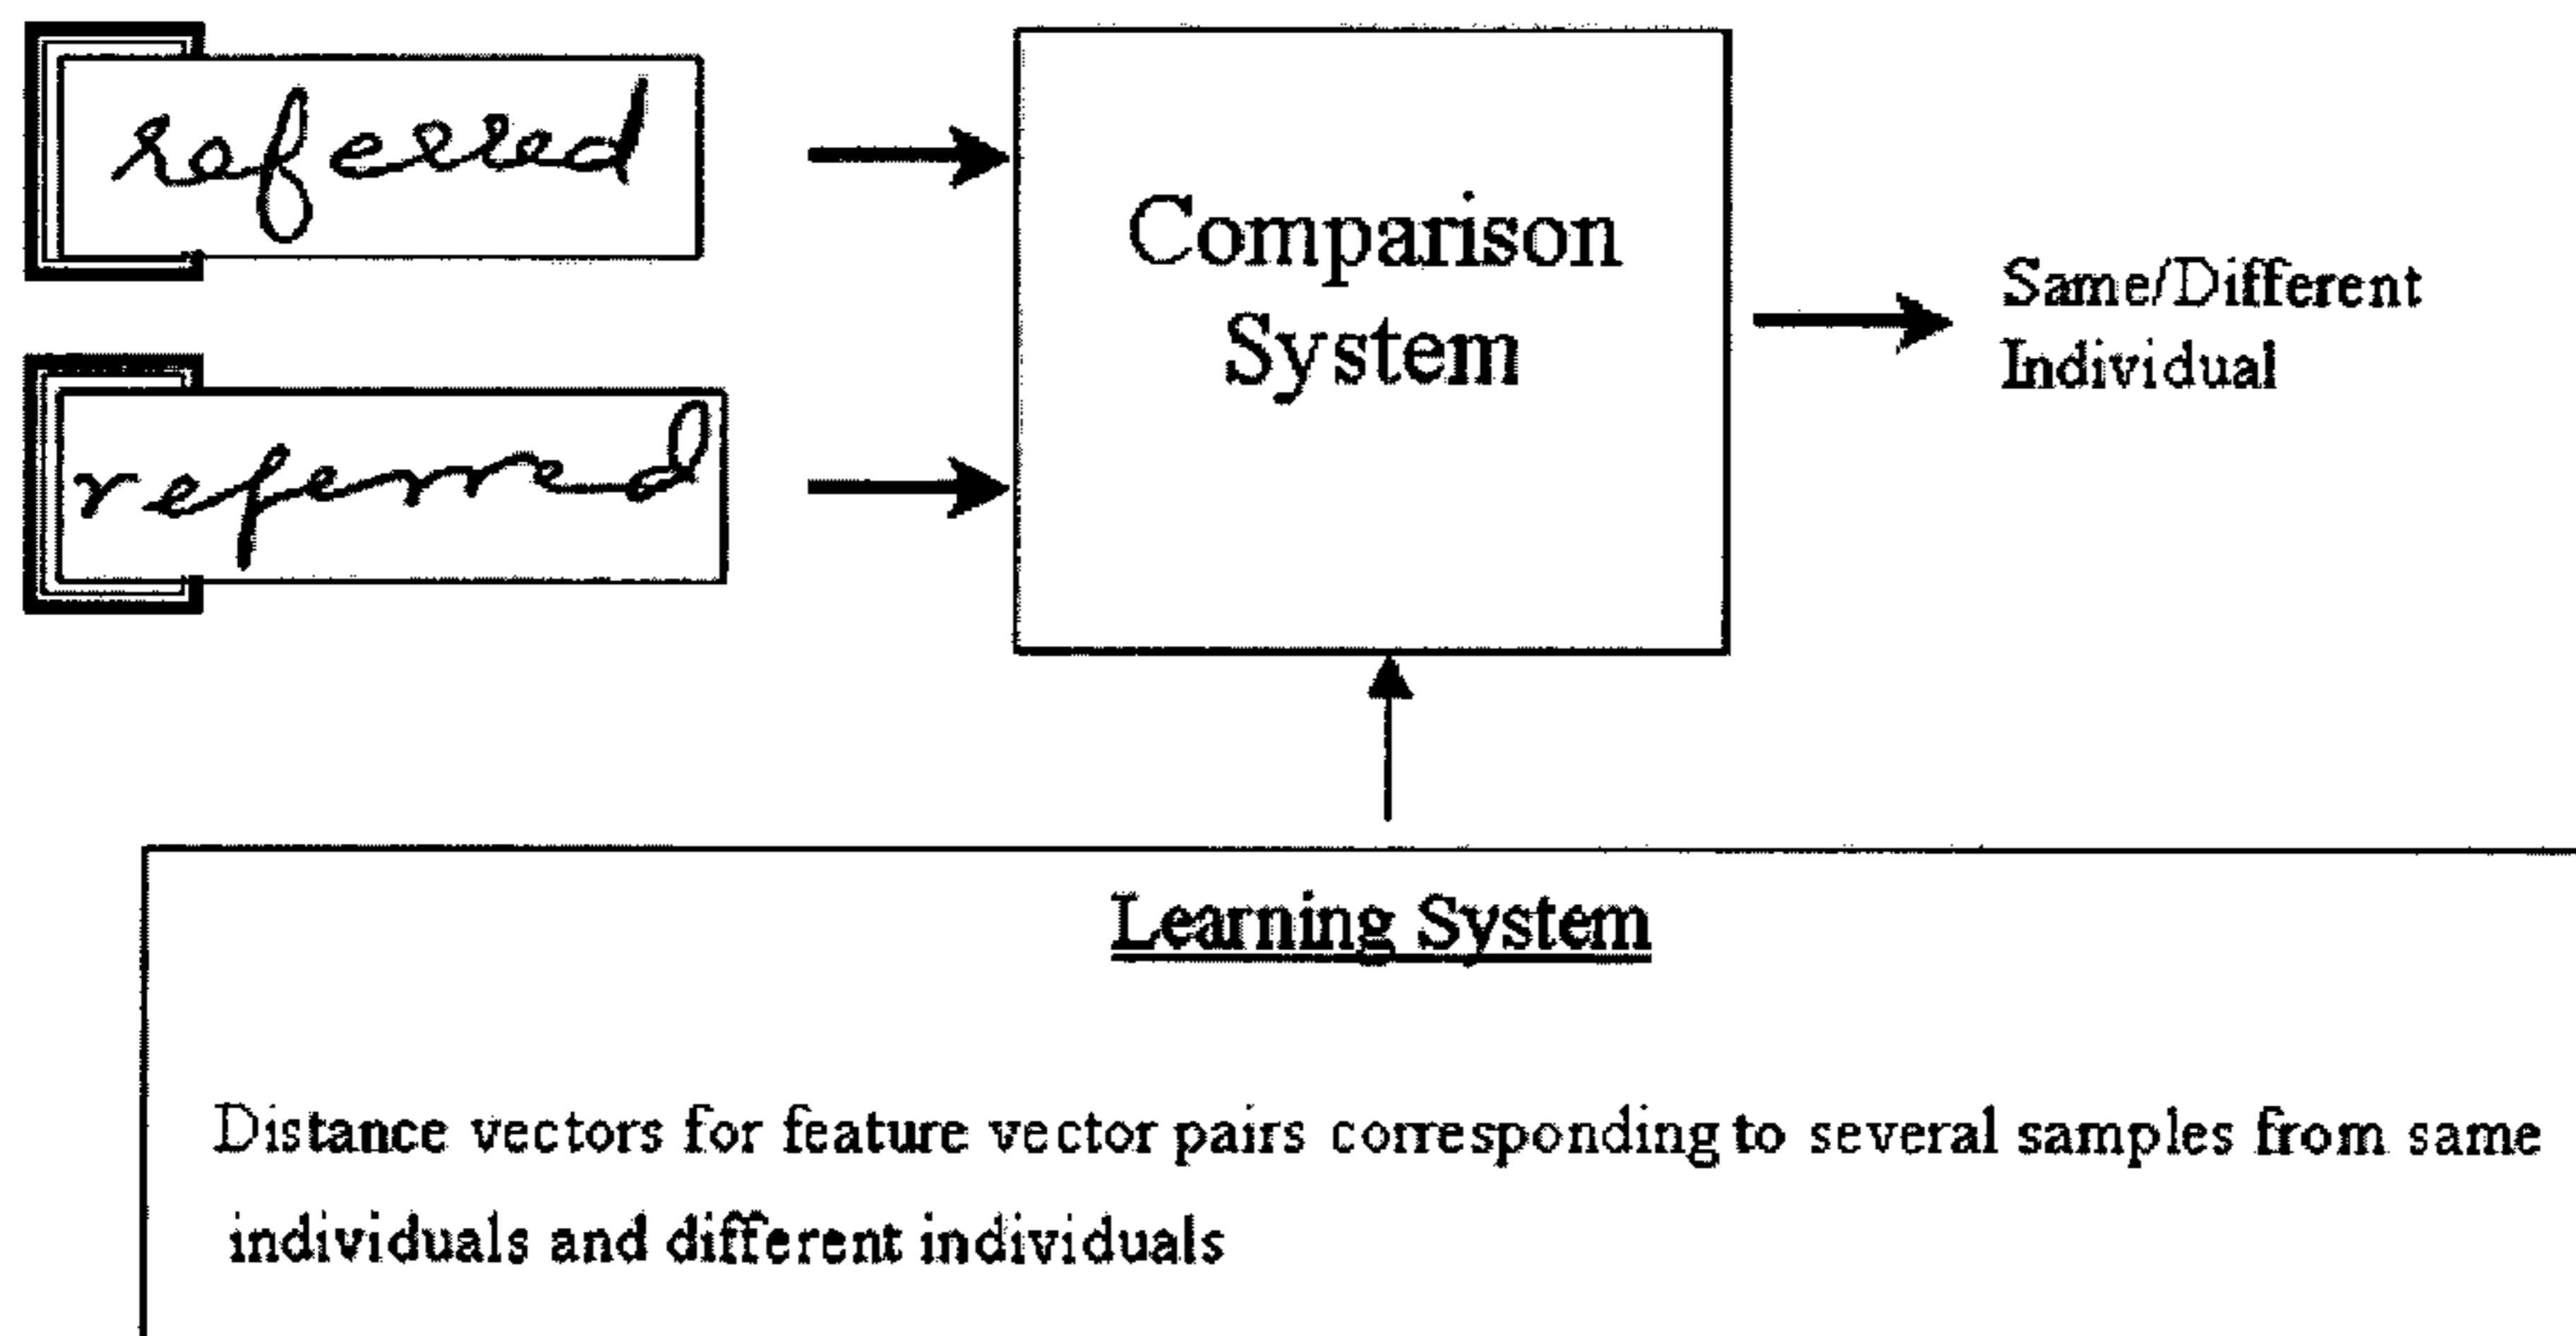 referred
referred
Comparison
System
Same/Different
Individual
Learning System
Distance vectors for feature vector pairs corresponding to several samples from same
individuals and different individuals